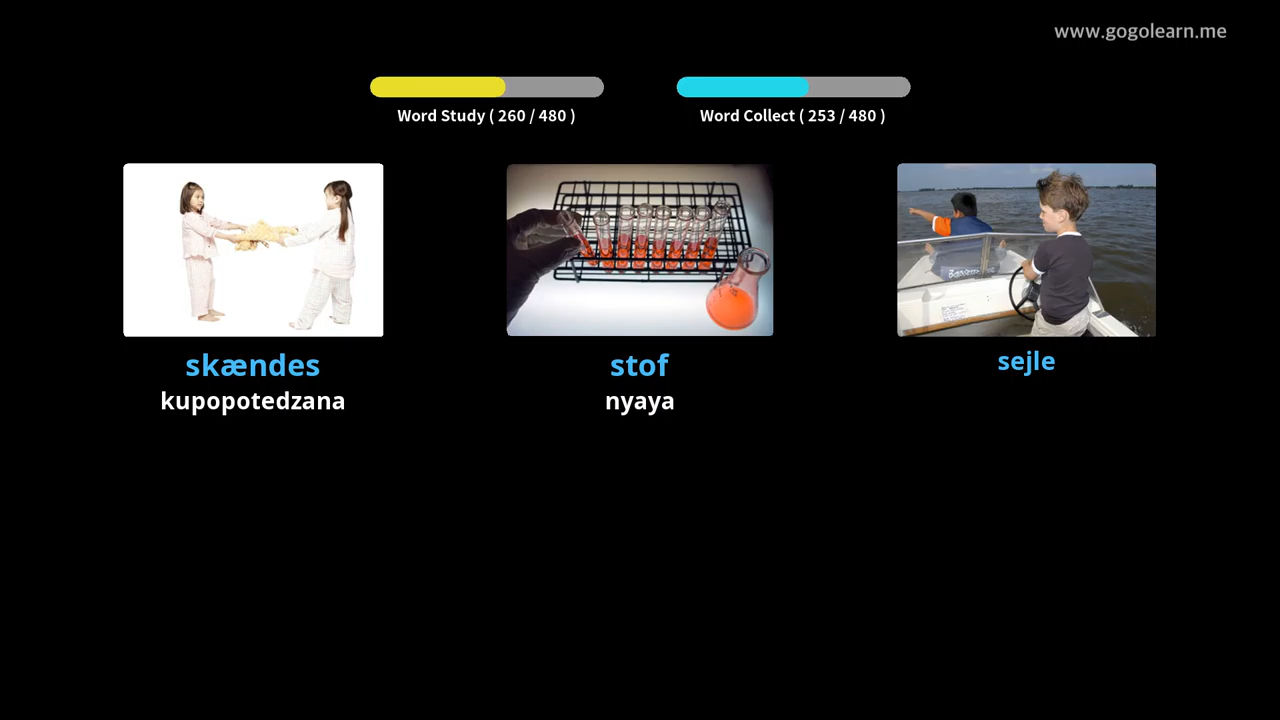 www.gogolearn.me
Word Study ( 260 / 480 )
Word Collect ( 253 / 480 )
skændes
kupopotedzana
stof
nyaya
sejle